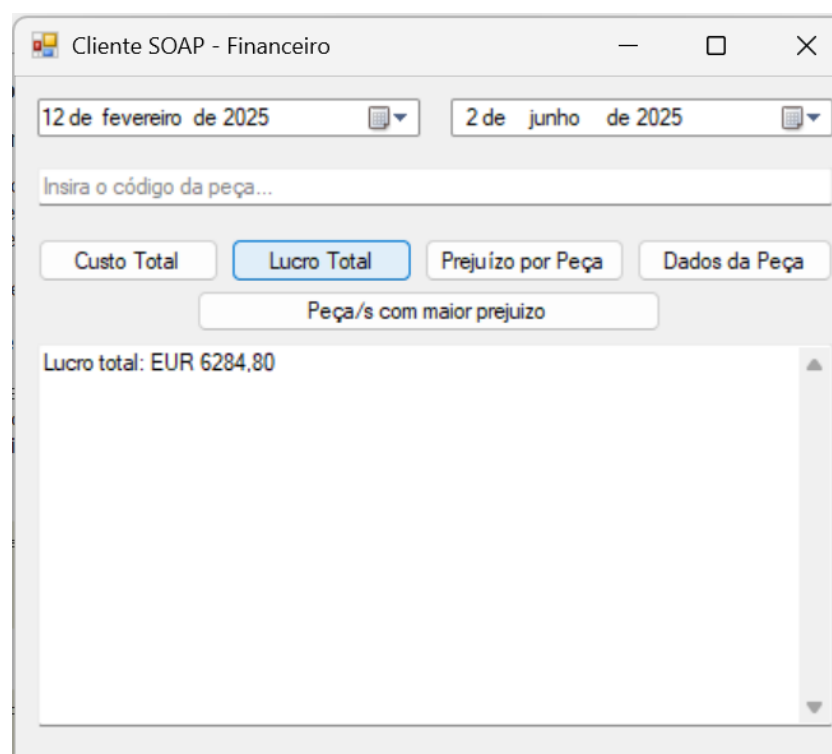 Cliente SOAP - Financeiro
12 de fevereiro de 2025 2 de junho de 2025
Insira o código da peça...
Custo Total Lucro Total Prejuízo por Peça Dados da Peça
Peça/s com maior prejuizo
Lucro total: EUR 6284,80